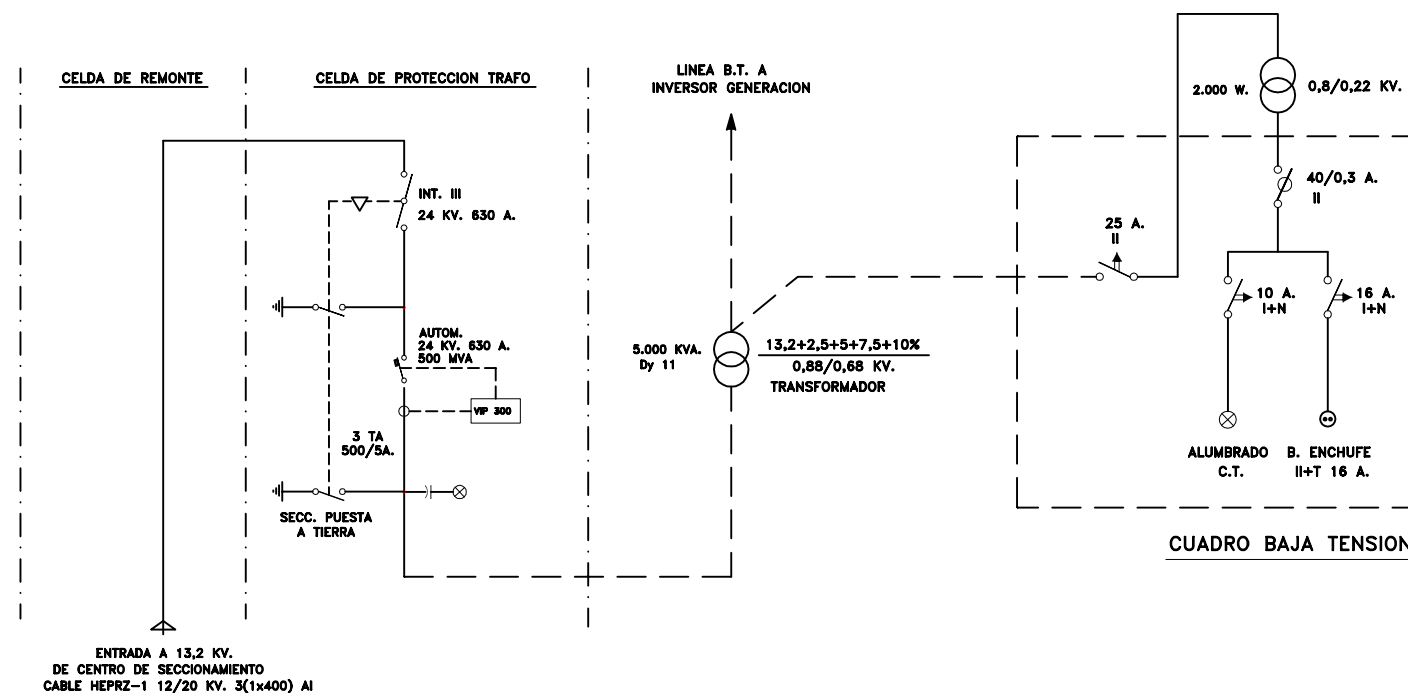 CELDA DE REMONTE
CELDA DE PROTECCION TRAFO
INT. III
24 KV. 630 A.
AUTOM.
24 KV. 630 A.
500 MVA
VIP 300
3 TA
500/5A.
SECC. PUESTA
A TIERRA
ENTRADA A 13,2 KV.
DE CENTRO DE SECCIONAMIENTO
CABLE HEPRZ-1 12/20 KV. 3(1x400) Al
LINEA B.T. A
INVERSOR GENERACION
5.000 KVA.
Dy 11
13,2+2,5+5+7,5+10%
0,88/0,68 KV.
TRANSFORMADOR
2.000 W.
0,8/0,22 KV.
40/0,3 A.
II
25 A.
II
10 A.
I+N
16 A.
I+N
ALUMBRADO
C.T.
B. ENCHUFE
II+T 16 A.
CUADRO BAJA TENSION